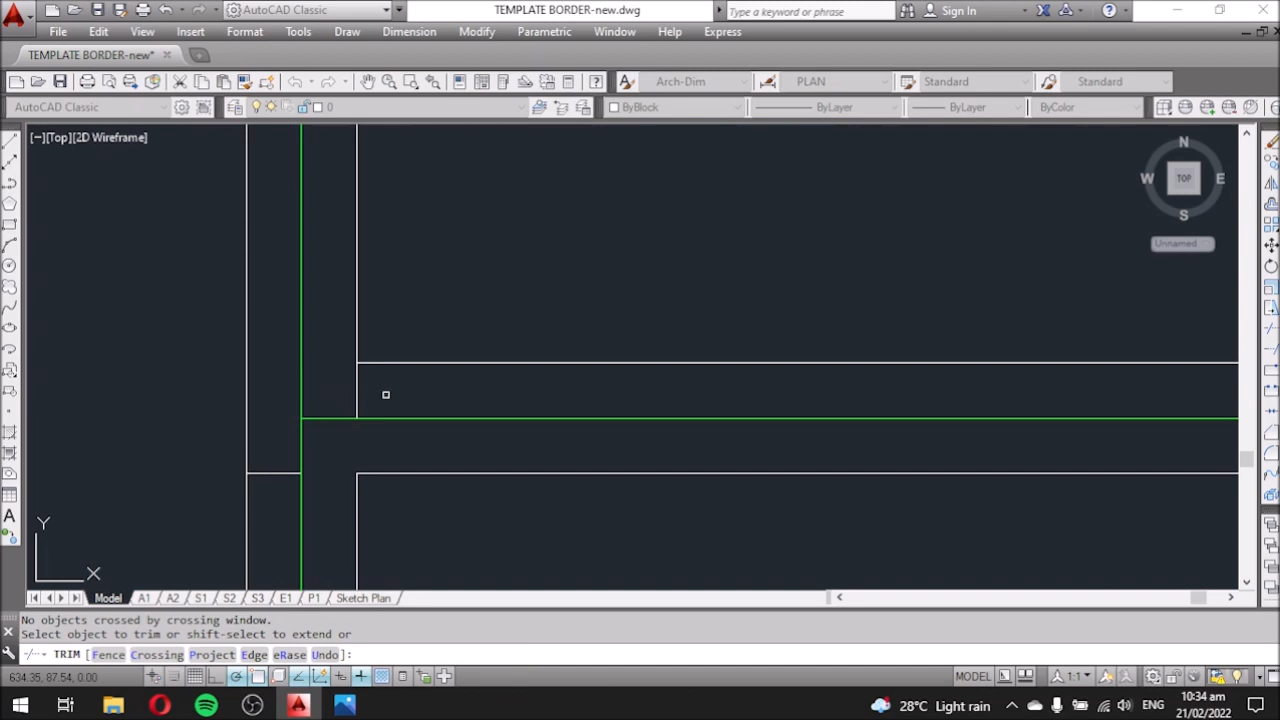 AutoCAD Classic
TEMPLATE BORDER-new.dwg
Type a keyword or phrase
Sign In
File Edit View Insert Format Tools Draw Dimension Modify Parametric Window Help Express
TEMPLATE BORDER-new*
Arch-Dim
PLAN
Standard
Standard
AutoCAD Classic
0
ByBlock
ByLayer
ByLayer
ByColor
[−][Top][2D Wireframe]
N
W TOP E
S
Unnamed
Y
X
Model A1 A2 S1 S2 S3 E1 P1 Sketch Plan
No objects crossed by crossing window.
Select object to trim or shift-select to extend or
TRIM [Fence Crossing Project Edge eRase Undo]:
634.35, 87.54, 0.00
MODEL
1:1
28°C Light rain
ENG
10:34 am
21/02/2022